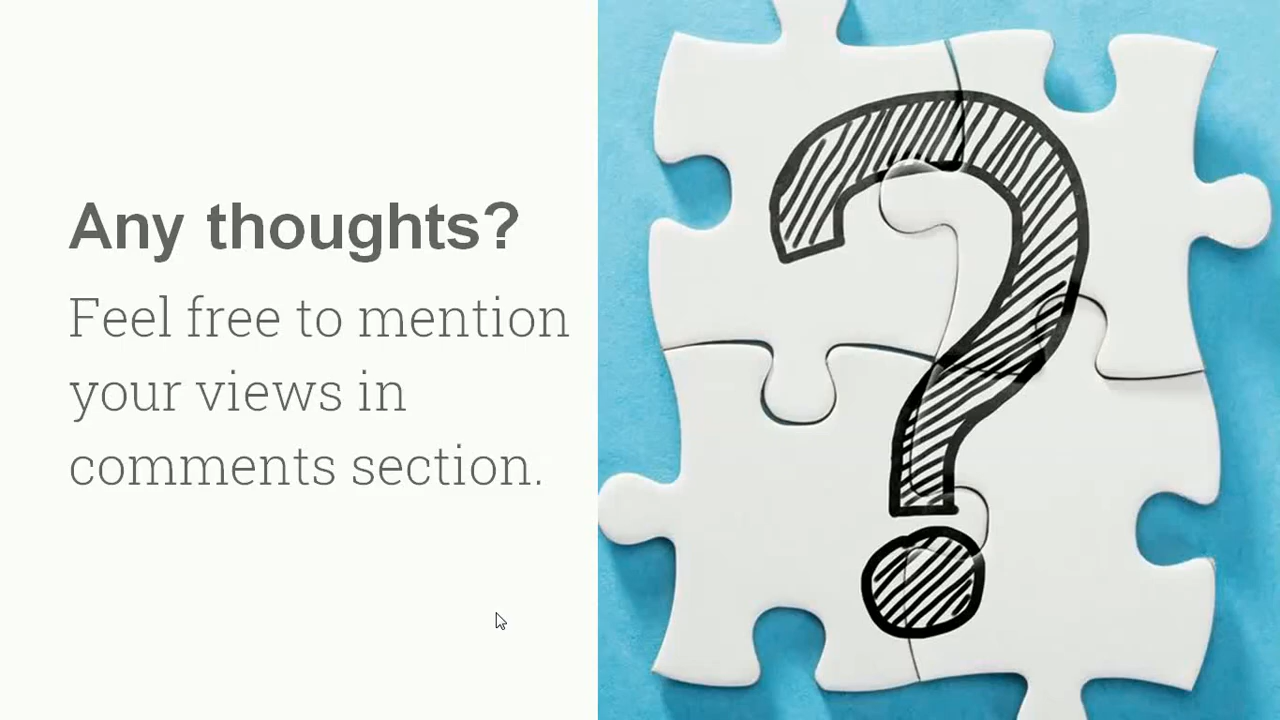 Any thoughts?
Feel free to mention
your views in
comments section.